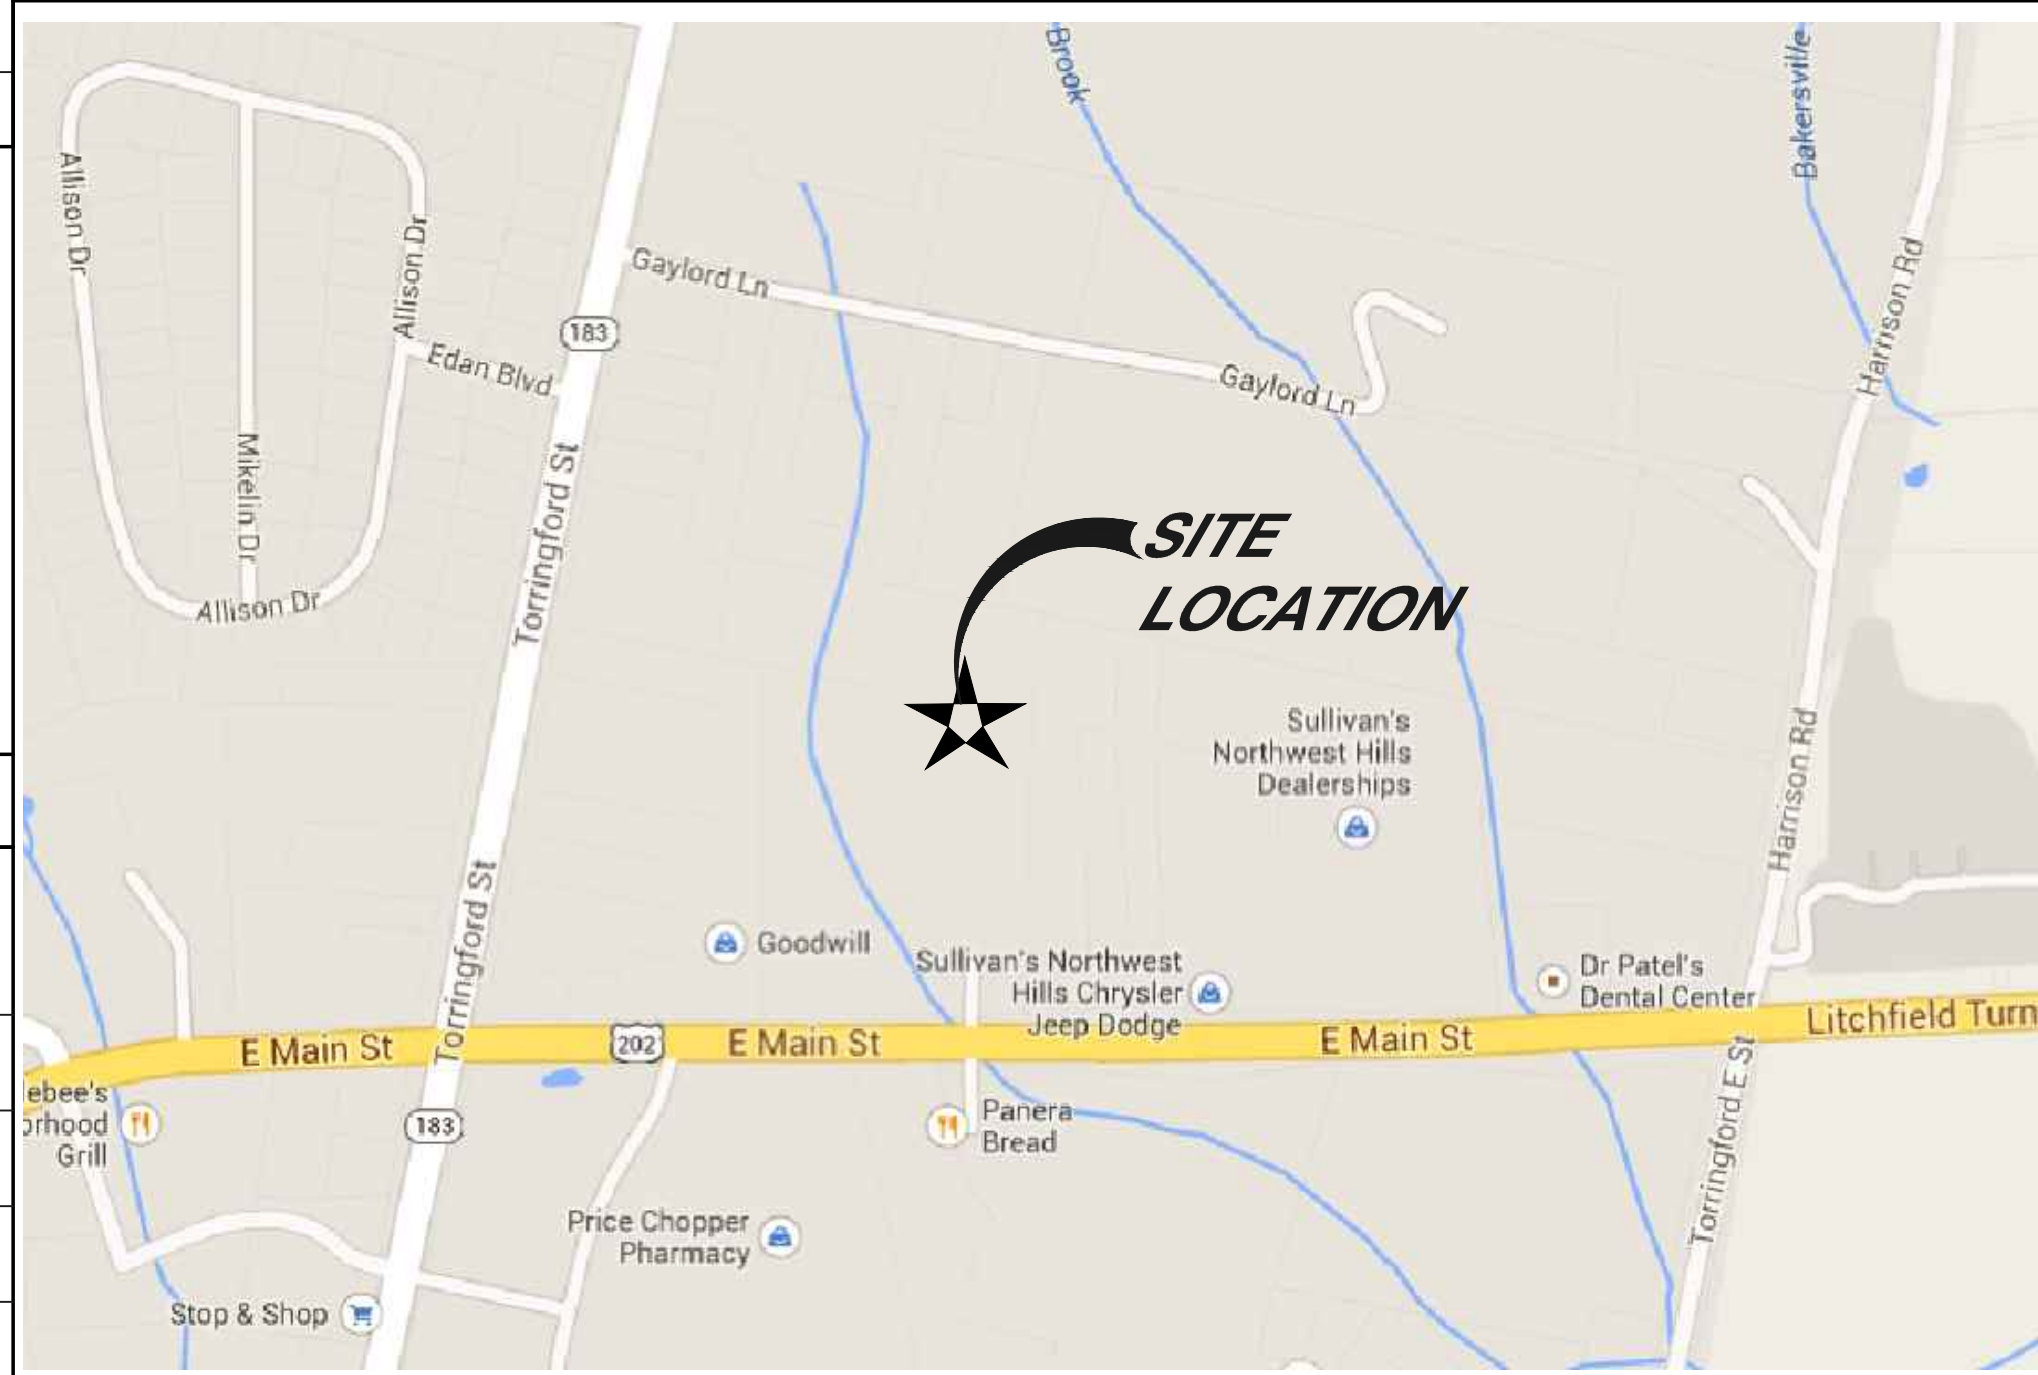 Brook
Bakersville
Allison Dr
Allison Dr
Harrison Rd
Gaylord Ln
183
Edan Blvd
Gaylord Ln
Mikelin Dr
Torringford St
SITE
LOCATION
Allison Dr
Sullivan's
Northwest Hills
Dealerships
Harrison Rd
Torringford St
Goodwill
Sullivan's Northwest
Hills Chrysler
Jeep Dodge
Dr Patel's
Dental Center
E Main St
202
E Main St
E Main St
Litchfield Turn
Torringford E St
ebee's
orhood
Grill
183
Panera
Bread
Price Chopper
Pharmacy
Stop & Shop